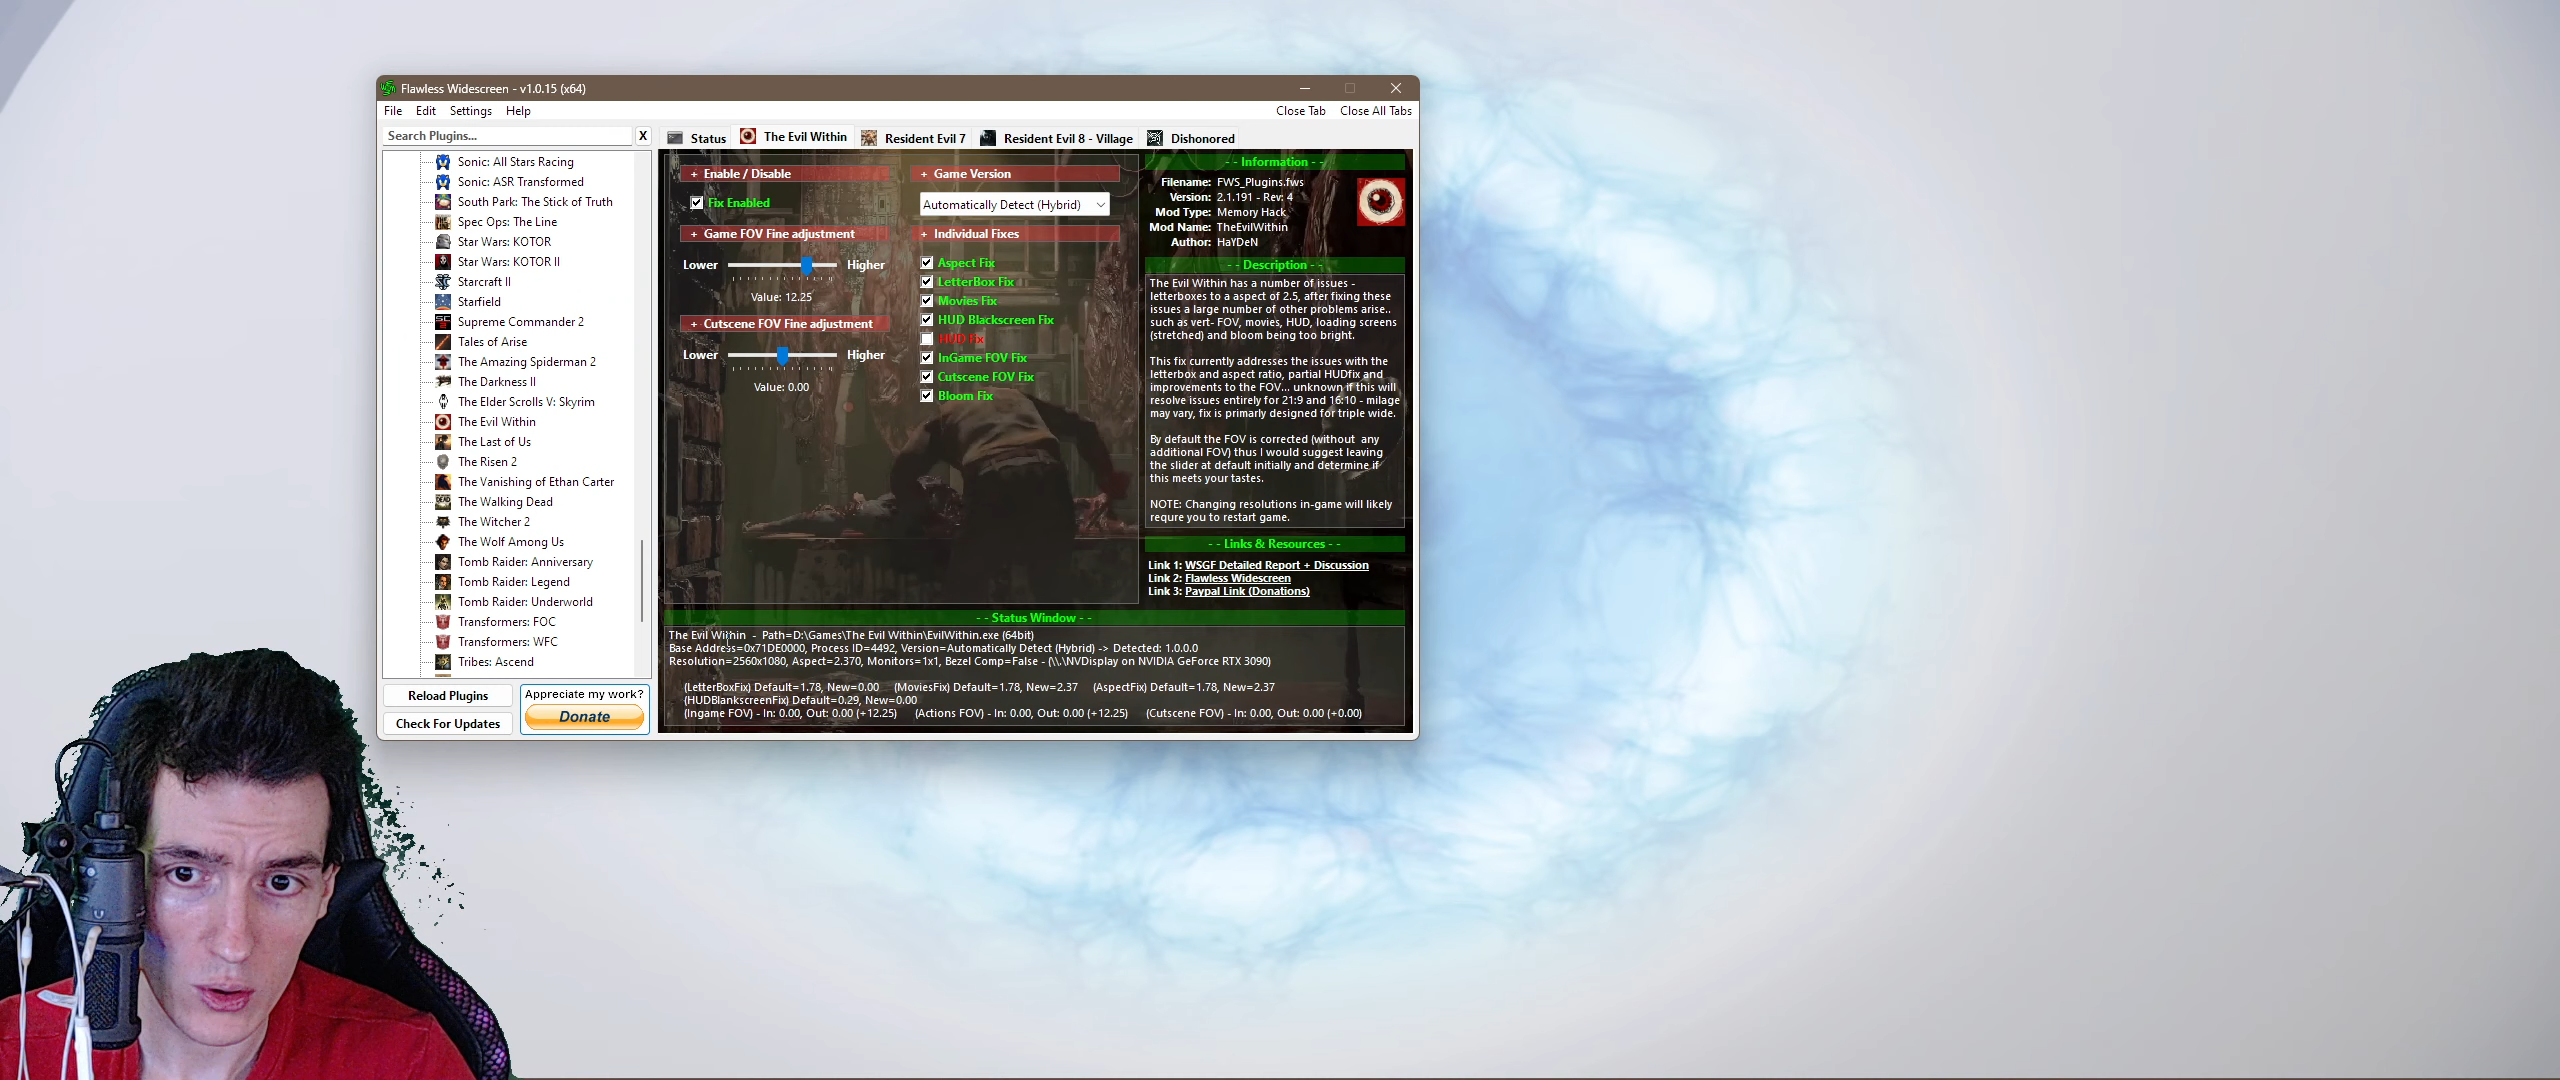 Flawless Widescreen - v1.0.15 (x64)
File Edit Settings Help Close Tab Close All Tabs
Search Plugins... X
Status The Evil Within Resident Evil 7 Resident Evil 8 - Village Dishonored
Sonic: All Stars Racing
Sonic: ASR Transformed
South Park: The Stick of Truth
Spec Ops: The Line
Star Wars: KOTOR
Star Wars: KOTOR II
Starcraft II
Starfield
Supreme Commander 2
Tales of Arise
The Amazing Spiderman 2
The Darkness II
The Elder Scrolls V: Skyrim
The Evil Within
The Last of Us
The Risen 2
The Vanishing of Ethan Carter
The Walking Dead
The Witcher 2
The Wolf Among Us
Tomb Raider: Anniversary
Tomb Raider: Legend
Tomb Raider: Underworld
Transformers: FOC
Transformers: WFC
Tribes: Ascend
Reload Plugins
Check For Updates
Appreciate my work?
Donate
+ Enable / Disable
Fix Enabled
+ Game FOV Fine adjustment
Lower Higher
Value: 12.25
+ Cutscene FOV Fine adjustment
Lower Higher
Value: 0.00
+ Game Version
Automatically Detect (Hybrid)
+ Individual Fixes
Aspect Fix
LetterBox Fix
Movies Fix
HUD Blackscreen Fix
HUD Fix
InGame FOV Fix
Cutscene FOV Fix
Bloom Fix
- - Information - -
Filename: FWS_Plugins.fws
Version: 2.1.191 - Rev: 4
Mod Type: Memory Hack
Mod Name: TheEvilWithin
Author: HaYDeN
- - Description - -
The Evil Within has a number of issues -
letterboxes to a aspect of 2.5, after fixing these
issues a large number of other problems arise..
such as vert- FOV, movies, HUD, loading screens
(stretched) and bloom being too bright.
This fix currently addresses the issues with the
letterbox and aspect ratio, partial HUDfix and
improvements to the FOV... unknown if this will
resolve issues entirely for 21:9 and 16:10 - milage
may vary, fix is primarly designed for triple wide.
By default the FOV is corrected (without any
additional FOV) thus I would suggest leaving
the slider at default initially and determine if
this meets your tastes.
NOTE: Changing resolutions in-game will likely
requre you to restart game.
- - Links & Resources - -
Link 1: WSGF Detailed Report + Discussion
Link 2: Flawless Widescreen
Link 3: Paypal Link (Donations)
- - Status Window - -
The Evil Within - Path=D:\Games\The Evil Within\EvilWithin.exe (64bit)
Base Address=0x71DE0000, Process ID=4492, Version=Automatically Detect (Hybrid) -> Detected: 1.0.0.0
Resolution=2560x1080, Aspect=2.370, Monitors=1x1, Bezel Comp=False - (\\.\NVDisplay on NVIDIA GeForce RTX 3090)
(LetterBoxFix) Default=1.78, New=0.00 (MoviesFix) Default=1.78, New=2.37 (AspectFix) Default=1.78, New=2.37
(HUDBlankscreenFix) Default=0.29, New=0.00
(Ingame FOV) - In: 0.00, Out: 0.00 (+12.25) (Actions FOV) - In: 0.00, Out: 0.00 (+12.25) (Cutscene FOV) - In: 0.00, Out: 0.00 (+0.00)